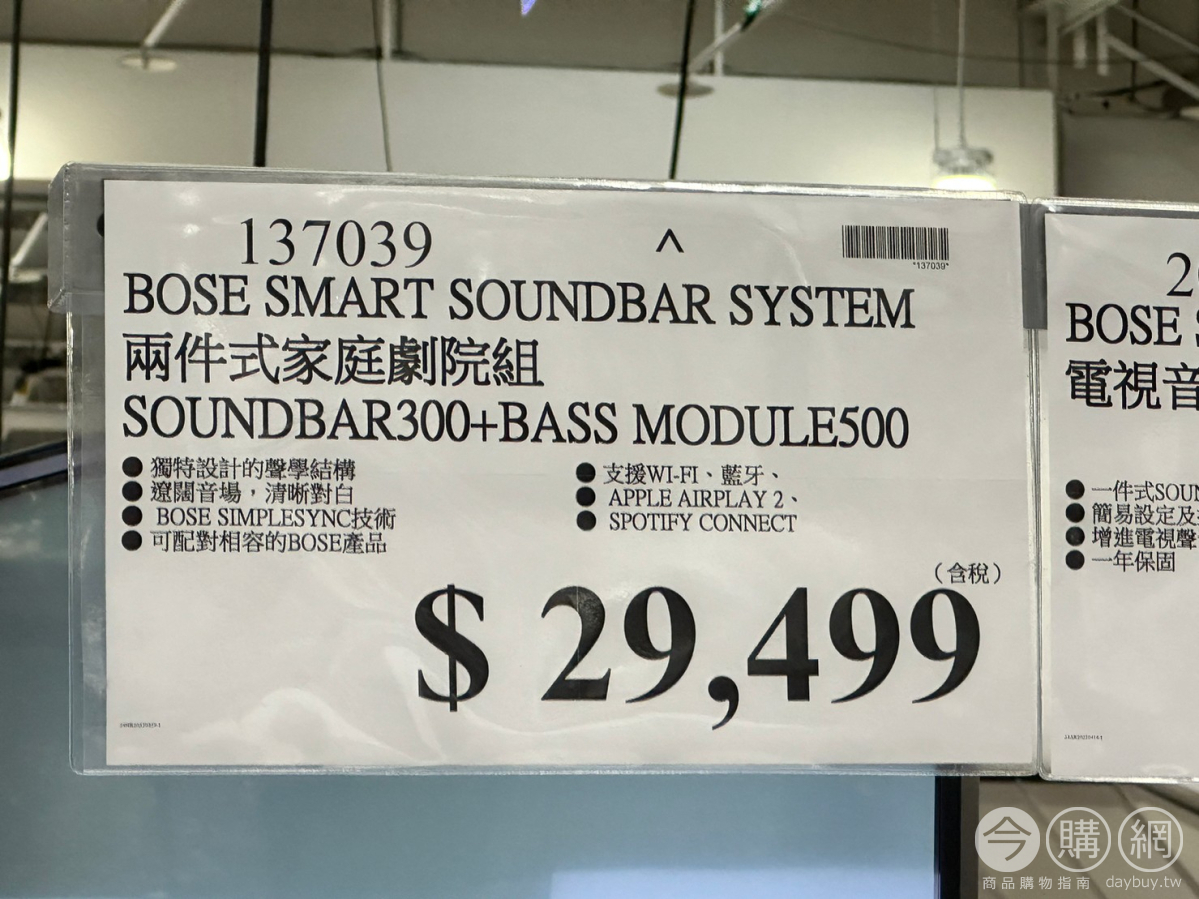 137039
^
*137039*
BOSE SMART SOUNDBAR SYSTEM
兩件式家庭劇院組
SOUNDBAR300+BASS MODULE500
● 獨特設計的聲學結構
● 遼闊音場，清晰對白
● BOSE SIMPLESYNC技術
● 可配對相容的BOSE產品
● 支援WI-FI、藍牙、
● APPLE AIRPLAY 2、
● SPOTIFY CONNECT
（含稅）
$ 29,499
BOSE
電視音
● 一件式SOUN
● 簡易設定及
● 增進電視聲
● 一年保固
今購網
商品購物指南 daybuy.tw